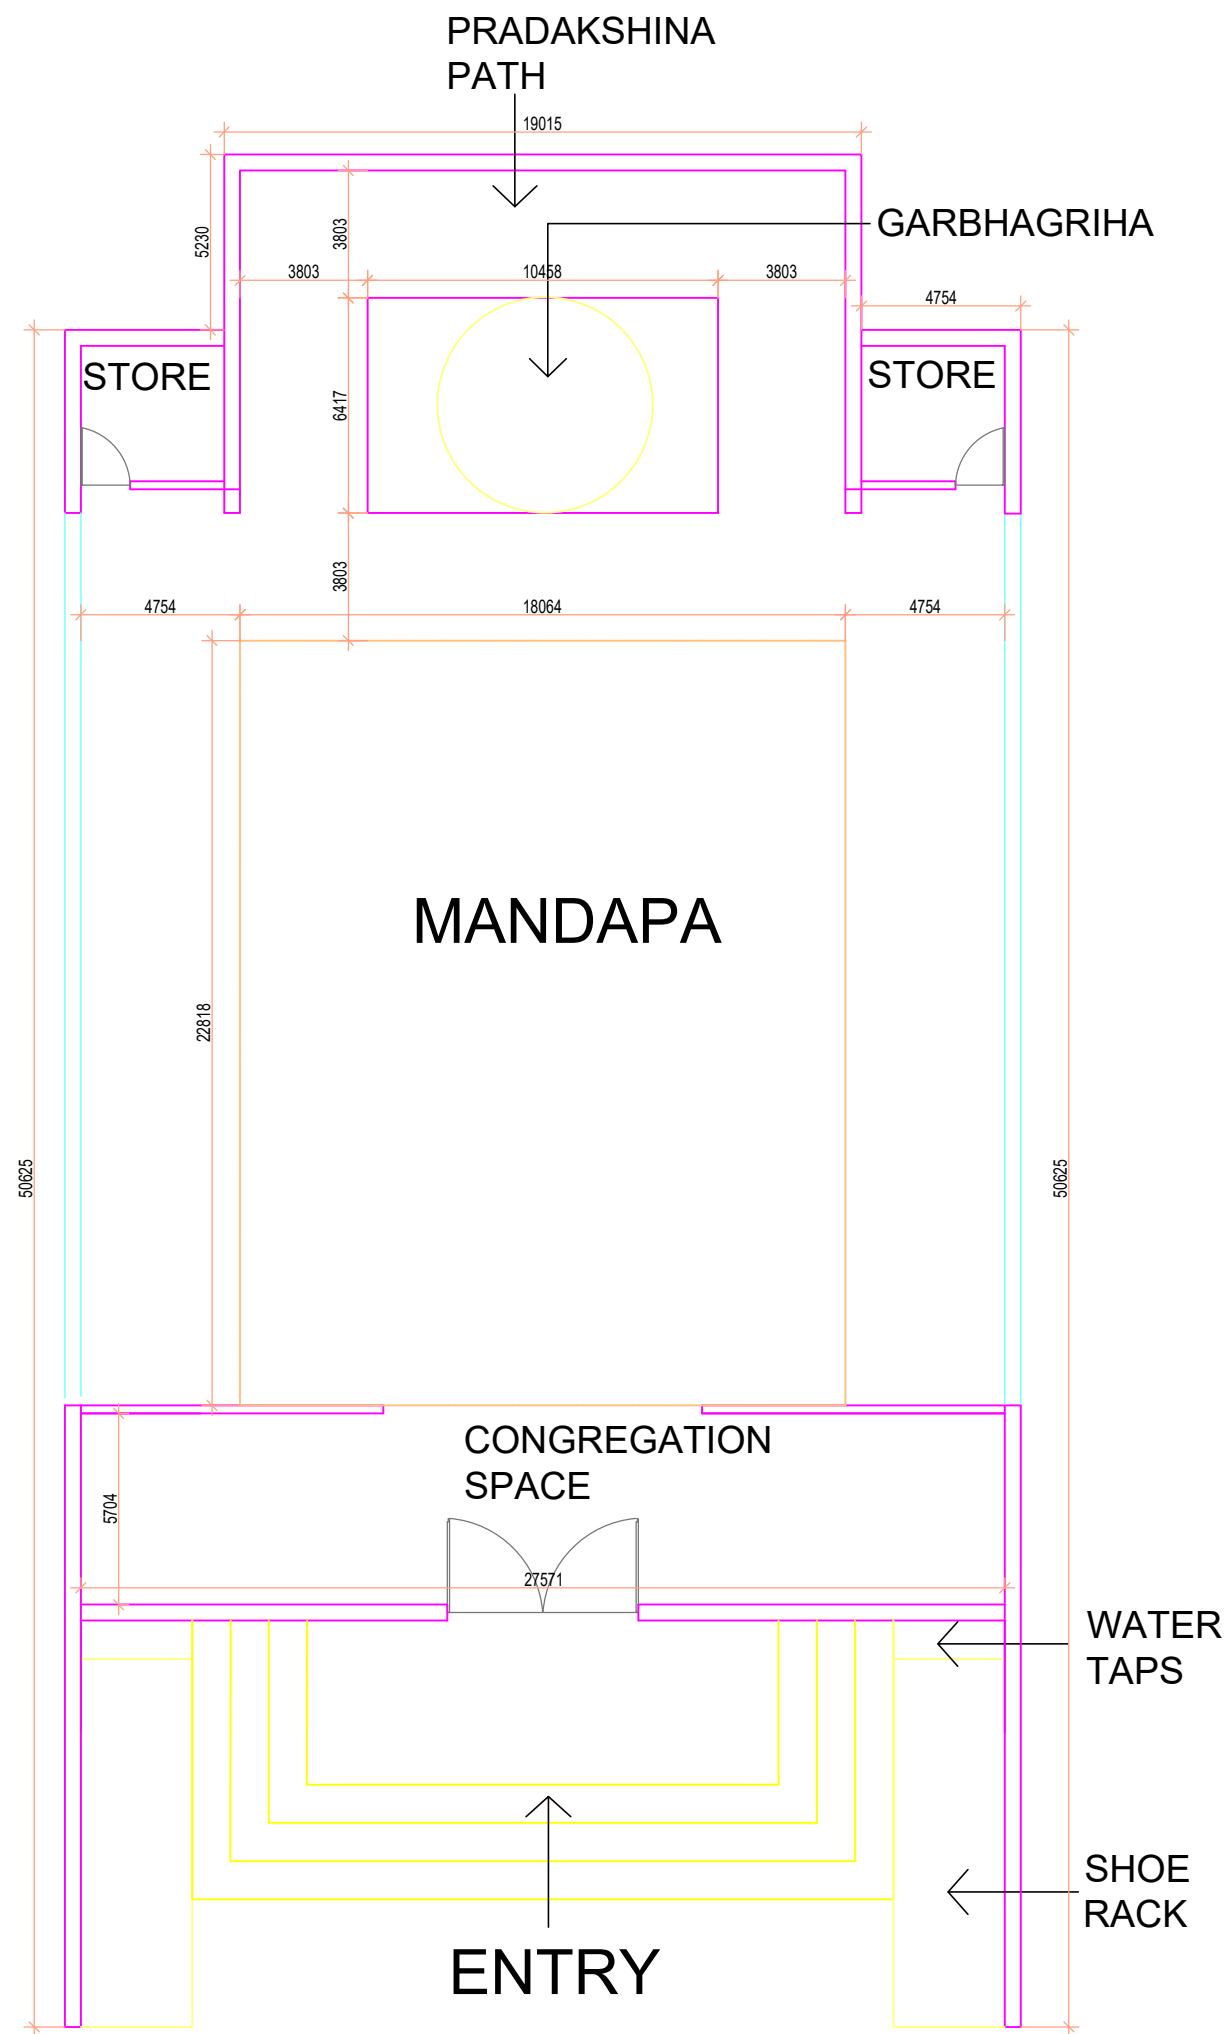 PRADAKSHINA
PATH
19015
5230
3803
GARBHAGRIHA
3803
10458
3803
4754
STORE
STORE
6417
3803
4754
18064
4754
MANDAPA
22818
50625
50625
CONGREGATION
SPACE
5704
27571
WATER
TAPS
SHOE
RACK
ENTRY